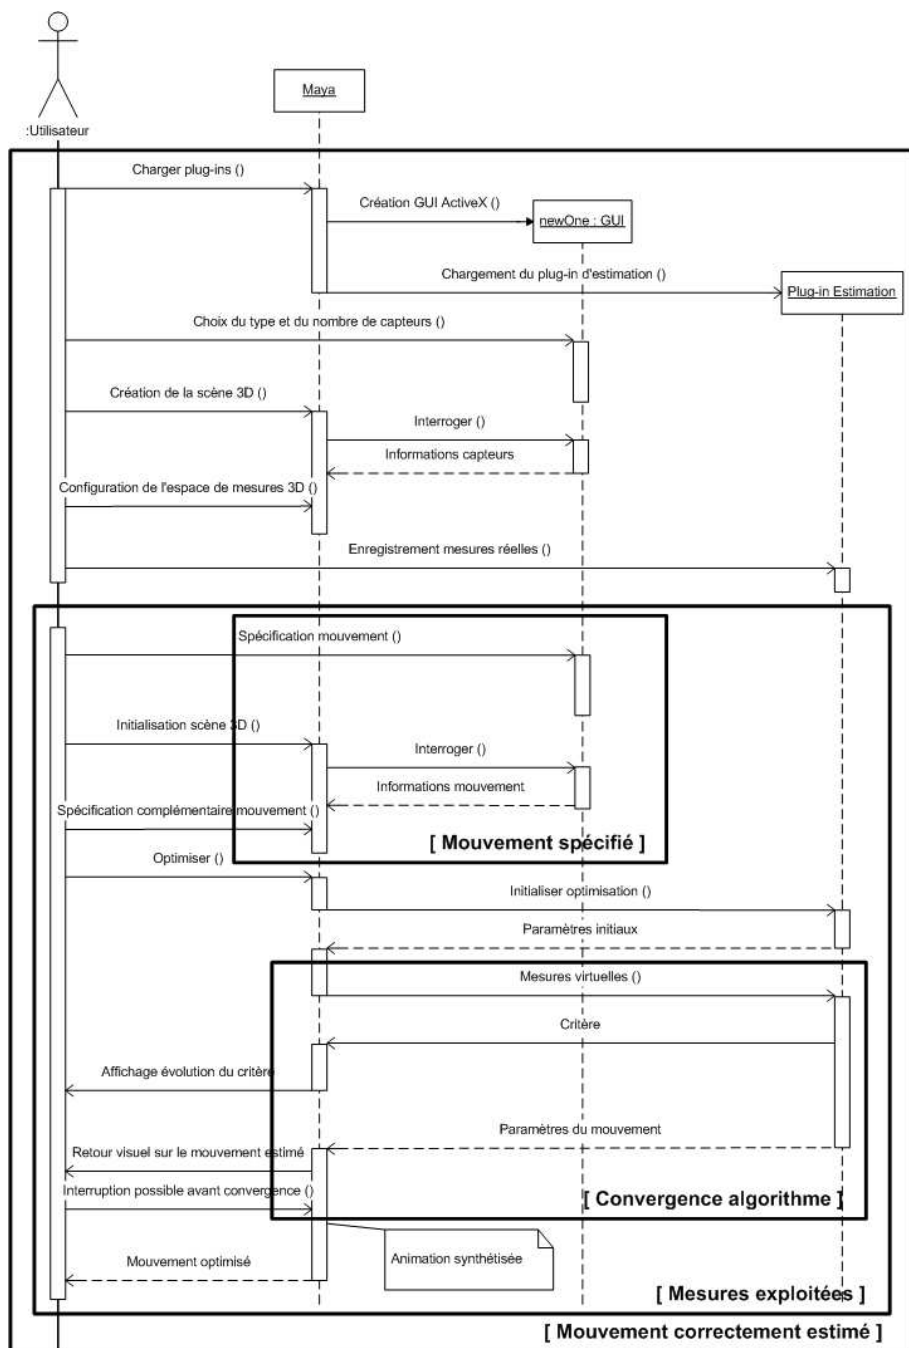 Maya
:Utilisateur
Charger plug-ins ()
Création GUI ActiveX ()
newOne : GUI
Chargement du plug-in d'estimation ()
Plug-in Estimation
Choix du type et du nombre de capteurs ()
Création de la scène 3D ()
Interroger ()
Informations capteurs
Configuration de l'espace de mesures 3D ()
Enregistrement mesures réelles ()
Spécification mouvement ()
Initialisation scène 3D ()
Interroger ()
Informations mouvement
Spécification complémentaire mouvement ()
[ Mouvement spécifié ]
Optimiser ()
Initialiser optimisation ()
Paramètres initiaux
Mesures virtuelles ()
Critère
Affichage évolution du critère
Paramètres du mouvement
Retour visuel sur le mouvement estimé
Interruption possible avant convergence ()
[ Convergence algorithme ]
Animation synthétisée
Mouvement optimisé
[ Mesures exploitées ]
[ Mouvement correctement estimé ]